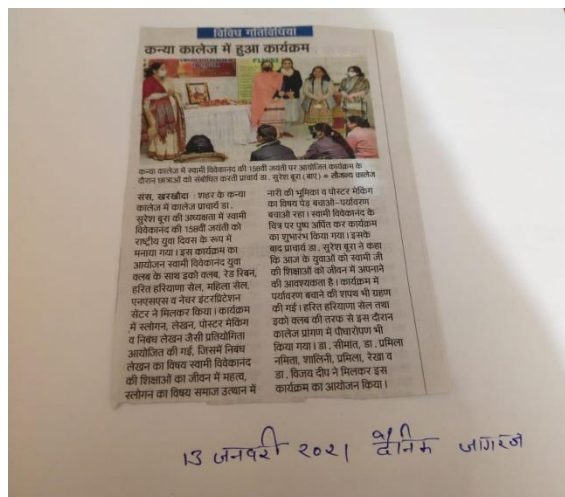 विविध गतिविधियां
कन्या कालेज में हुआ कार्यक्रम
कन्या कालेज में स्वामी विवेकानंद की 158वीं जयंती पर आयोजित कार्यक्रम के
दौरान छात्राओं को संबोधित करतीं प्राचार्य डा. सुरेश बूरा (बाएं) ● सौजन्य कालेज
संस, खरखौदा : शहर के कन्या
कालेज में कालेज प्राचार्य डा.
सुरेश बूरा की अध्यक्षता में स्वामी
विवेकानंद की 158वीं जयंती को
राष्ट्रीय युवा दिवस के रूप में
मनाया गया। इस कार्यक्रम का
आयोजन स्वामी विवेकानंद युवा
क्लब के साथ इको क्लब, रेड रिबन,
हरित हरियाणा सेल, महिला सेल,
एनएसएस व नेचर इंटरप्रिटेशन
सेंटर ने मिलकर किया। कार्यक्रम
में स्लोगन, लेखन, पोस्टर मेकिंग
व निबंध लेखन जैसी प्रतियोगिता
आयोजित की गई, जिसमें निबंध
लेखन का विषय स्वामी विवेकानंद
की शिक्षाओं का जीवन में महत्व,
स्लोगन का विषय समाज उत्थान में
नारी की भूमिका व पोस्टर मेकिंग
का विषय पेड़ बचाओ-पर्यावरण
बचाओ रहा। स्वामी विवेकानंद के
चित्र पर पुष्प अर्पित कर कार्यक्रम
का शुभारंभ किया गया। इसके
बाद प्राचार्य डा. सुरेश बूरा ने कहा
कि आज के युवाओं को स्वामी जी
की शिक्षाओं को जीवन में अपनाने
की आवश्यकता है। कार्यक्रम में
पर्यावरण बचाने की शपथ भी ग्रहण
की गई। हरित हरियाणा सेल तथा
इको क्लब की तरफ से इस दौरान
कालेज प्रांगण में पौधारोपण भी
किया गया। डा. सीमांत, डा. प्रमिला
नमिता, शालिनी, प्रमिला, रेखा व
डा. विजय दीप ने मिलकर इस
कार्यक्रम का आयोजन किया।
13 जनवरी २०२१ दैनिक जागरण